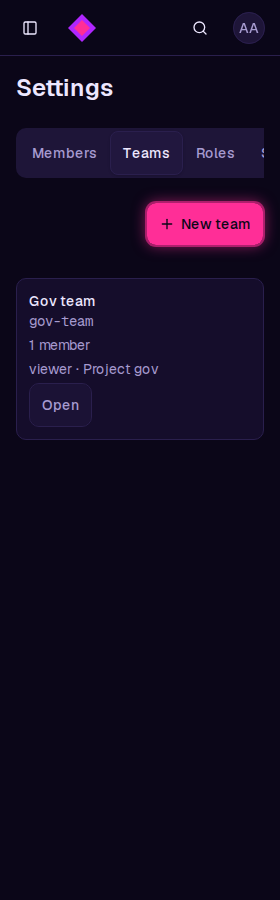 AA
Settings
Members Teams Roles
New team
Gov team
gov-team
1 member
viewer · Project gov
Open